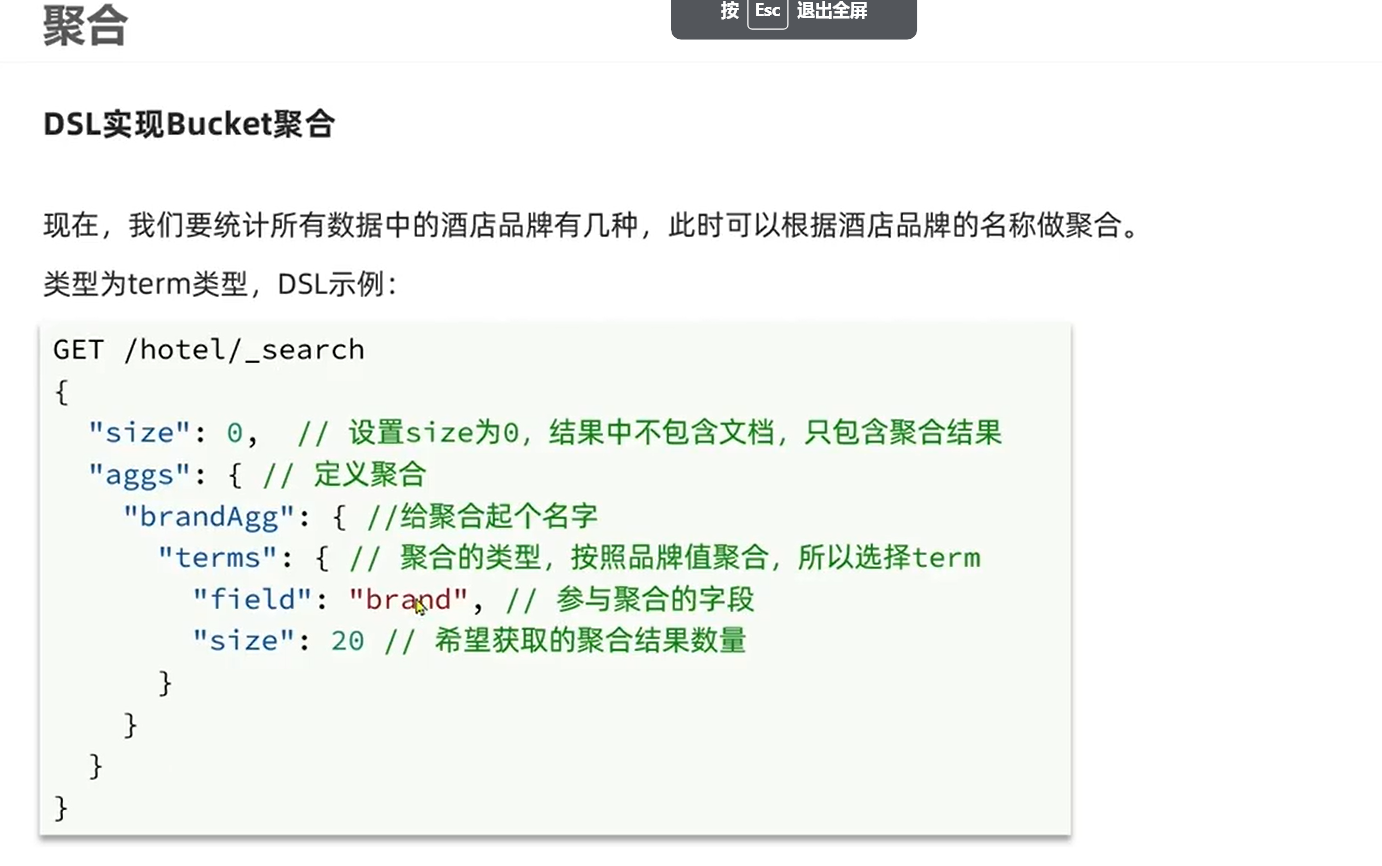 聚合
按 Esc 退出全屏
DSL实现Bucket聚合
现在，我们要统计所有数据中的酒店品牌有几种，此时可以根据酒店品牌的名称做聚合。
类型为term类型，DSL示例：
GET /hotel/_search
{
  "size": 0,  // 设置size为0，结果中不包含文档，只包含聚合结果
  "aggs": { // 定义聚合
    "brandAgg": { //给聚合起个名字
      "terms": { // 聚合的类型，按照品牌值聚合，所以选择term
        "field": "brand", // 参与聚合的字段
        "size": 20 // 希望获取的聚合结果数量
      }
    }
  }
}